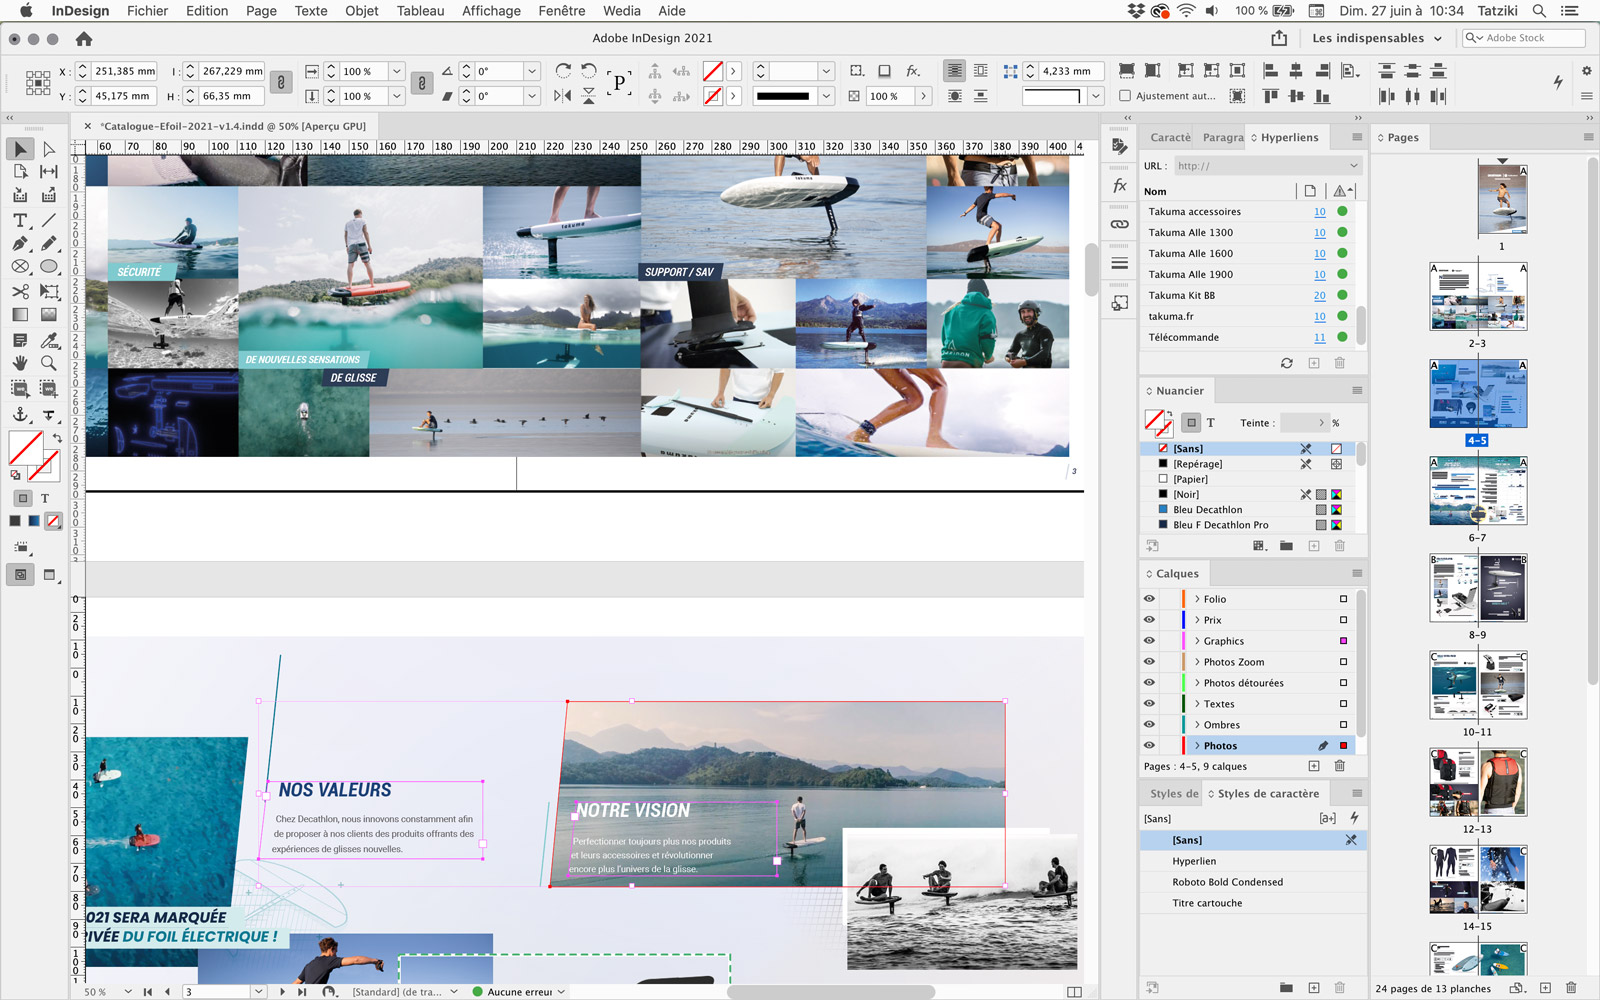 InDesign Fichier Edition Page Texte Objet Tableau Affichage Fenêtre Wedia Aide
100 % Dim. 27 juin à 10:34 Tatziki
Adobe InDesign 2021
Les indispensables
Adobe Stock
X : 251,385 mm L : 267,229 mm 100 % 0° 4,233 mm
Y : 45,175 mm H : 66,35 mm 100 % 0° P 100 % Ajustement aut...
*Catalogue-Efoil-2021-v1.4.indd @ 50% [Aperçu GPU]
60 70 80 90 100 110 120 130 140 150 160 170 180 190 200 210 220 230 240 250 260 270 280 290 300 310 320 330 340 350 360 370 380 390 400 4
SÉCURITÉ
SUPPORT / SAV
DE NOUVELLES SENSATIONS
DE GLISSE
3
NOS VALEURS
Chez Decathlon, nous innovons constamment afin
de proposer à nos clients des produits offrants des
expériences de glisses nouvelles.
NOTRE VISION
Perfectionner toujours plus nos produits
et leurs accessoires et révolutionner
encore plus l'univers de la glisse.
021 SERA MARQUÉE
RIVÉE DU FOIL ÉLECTRIQUE !
50 % 3 [Standard] (de tra... Aucune erreur
Caractè Paragra Hyperliens
URL : http://
Nom
Takuma accessoires 10
Takuma Alle 1300 10
Takuma Alle 1600 10
Takuma Alle 1900 10
Takuma Kit BB 20
takuma.fr 10
Télécommande 11
Nuancier
T Teinte : %
[Sans]
[Repérage]
[Papier]
[Noir]
Bleu Decathlon
Bleu F Decathlon Pro
Calques
Folio
Prix
Graphics
Photos Zoom
Photos détourées
Textes
Ombres
Photos
Pages : 4-5, 9 calques
Styles de Styles de caractère
[Sans] [a+]
[Sans]
Hyperlien
Roboto Bold Condensed
Titre cartouche
Pages
1
2-3
4-5
6-7
8-9
10-11
12-13
14-15
24 pages de 13 planches